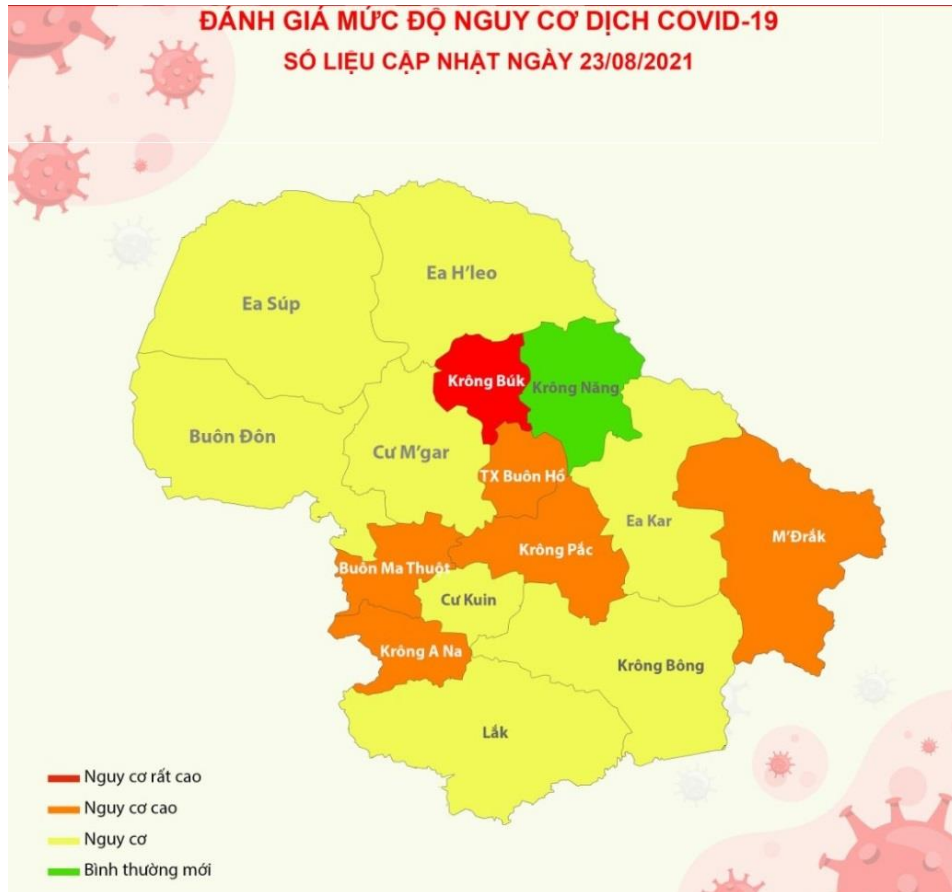 ĐÁNH GIÁ MỨC ĐỘ NGUY CƠ DỊCH COVID-19
SỐ LIỆU CẬP NHẬT NGÀY 23/08/2021
Ea H'leo
Ea Súp
Krông Búk
Krông Năng
Buôn Đôn
Cư M'gar
TX Buôn Hồ
Ea Kar
M'Đrắk
Krông Pắc
Buôn Ma Thuột
Cư Kuin
Krông A Na
Krông Bông
Lắk
Nguy cơ rất cao
Nguy cơ cao
Nguy cơ
Bình thường mới